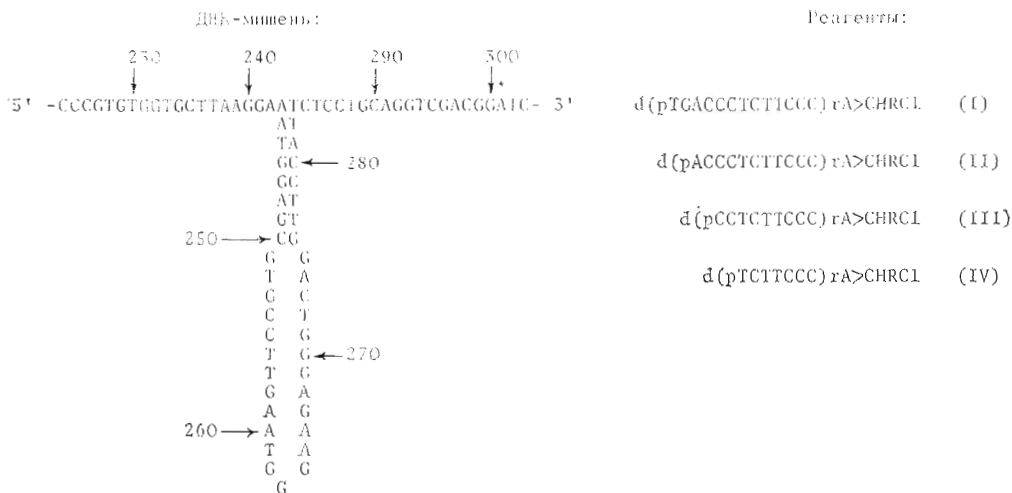 ДНК-мишень: Реагенты:
230 240 290 300
5' -CCCGTGTGGTGCTTAAGGAATCTCCTGCAGGTCGACGGATC- 3' d(pTGACCCTCTTCCC)rA>CHRCl (I)
AT
TA
GC ← 280 d(pACCCTCTTCCC)rA>CHRCl (II)
GC
AT
GT d(pCCTCTTCCC)rA>CHRCl (III)
250 → CG
G G
T A d(pTCTTCCC)rA>CHRCl (IV)
G C
C T
C G
T G ← 270
T G
G A
A G
260 → A A
T A
G G
G